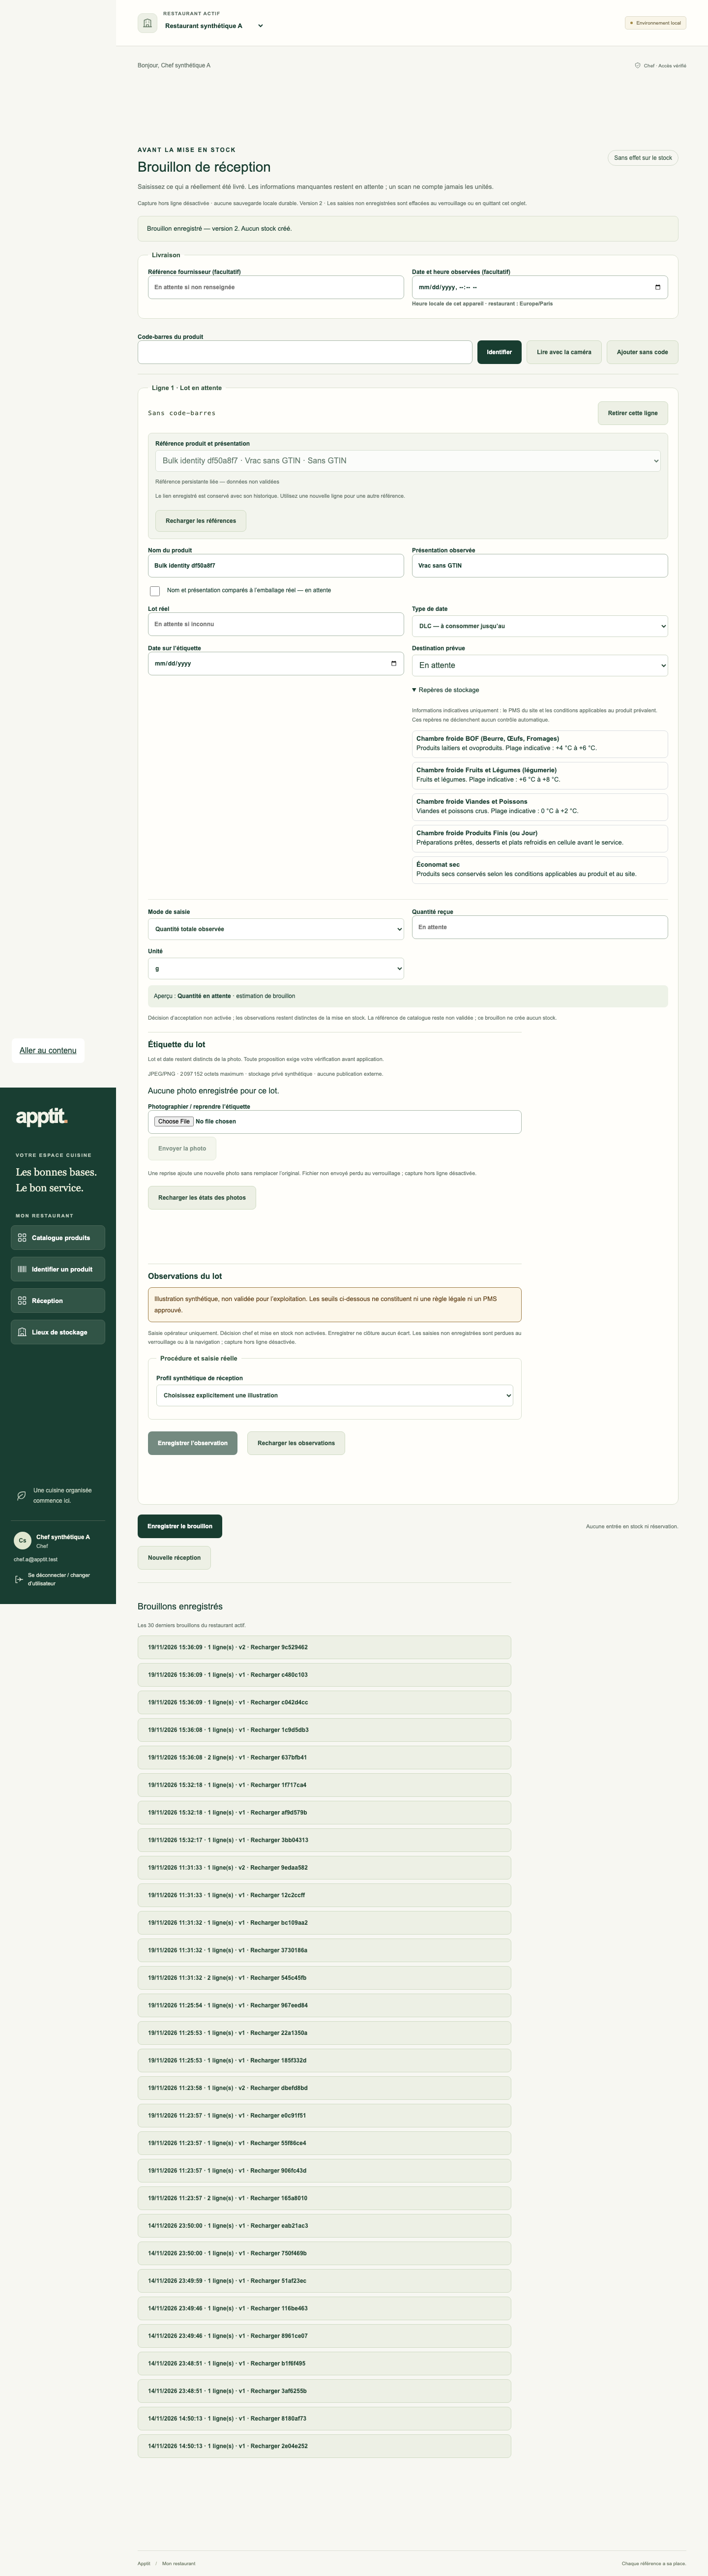 RESTAURANT ACTIF
Restaurant synthétique A
Environnement local
Bonjour, Chef synthétique A
Chef · Accès vérifié
AVANT LA MISE EN STOCK
Brouillon de réception
Sans effet sur le stock
Saisissez ce qui a réellement été livré. Les informations manquantes restent en attente ; un scan ne compte jamais les unités.
Capture hors ligne désactivée · aucune sauvegarde locale durable. Version 2 · Les saisies non enregistrées sont effacées au verrouillage ou en quittant cet onglet.
Brouillon enregistré — version 2. Aucun stock créé.
Livraison
Référence fournisseur (facultatif)
En attente si non renseignée
Date et heure observées (facultatif)
mm/dd/yyyy, --:-- --
Heure locale de cet appareil · restaurant : Europe/Paris
Code-barres du produit
Identifier
Lire avec la caméra
Ajouter sans code
Ligne 1 · Lot en attente
Sans code-barres
Retirer cette ligne
Référence produit et présentation
Bulk identity df50a8f7 · Vrac sans GTIN · Sans GTIN
Référence persistante liée — données non validées
Le lien enregistré est conservé avec son historique. Utilisez une nouvelle ligne pour une autre référence.
Recharger les références
Nom du produit
Bulk identity df50a8f7
Présentation observée
Vrac sans GTIN
Nom et présentation comparés à l'emballage réel — en attente
Lot réel
En attente si inconnu
Type de date
DLC — à consommer jusqu'au
Date sur l'étiquette
mm/dd/yyyy
Destination prévue
En attente
▼ Repères de stockage
Informations indicatives uniquement : le PMS du site et les conditions applicables au produit prévalent.
Ces repères ne déclenchent aucun contrôle automatique.
Chambre froide BOF (Beurre, Œufs, Fromages)
Produits laitiers et ovoproduits. Plage indicative : +4 °C à +6 °C.
Chambre froide Fruits et Légumes (légumerie)
Fruits et légumes. Plage indicative : +6 °C à +8 °C.
Chambre froide Viandes et Poissons
Viandes et poissons crus. Plage indicative : 0 °C à +2 °C.
Chambre froide Produits Finis (ou Jour)
Préparations prêtes, desserts et plats refroidis en cellule avant le service.
Économat sec
Produits secs conservés selon les conditions applicables au produit et au site.
Mode de saisie
Quantité totale observée
Quantité reçue
En attente
Unité
g
Aperçu : Quantité en attente · estimation de brouillon
Décision d'acceptation non activée ; les observations restent distinctes de la mise en stock. La référence de catalogue reste non validée ; ce brouillon ne crée aucun stock.
Étiquette du lot
Lot et date restent distincts de la photo. Toute proposition exige votre vérification avant application.
JPEG/PNG · 2 097 152 octets maximum · stockage privé synthétique · aucune publication externe.
Aucune photo enregistrée pour ce lot.
Photographier / reprendre l'étiquette
Choose File No file chosen
Envoyer la photo
Une reprise ajoute une nouvelle photo sans remplacer l'original. Fichier non envoyé perdu au verrouillage ; capture hors ligne désactivée.
Recharger les états des photos
Observations du lot
Illustration synthétique, non validée pour l'exploitation. Les seuils ci-dessous ne constituent ni une règle légale ni un PMS
approuvé.
Saisie opérateur uniquement. Décision chef et mise en stock non activées. Enregistrer ne clôture aucun écart. Les saisies non enregistrées sont perdues au
verrouillage ou à la navigation ; capture hors ligne désactivée.
Procédure et saisie réelle
Profil synthétique de réception
Choisissez explicitement une illustration
Enregistrer l'observation
Recharger les observations
Enregistrer le brouillon
Aucune entrée en stock ni réservation.
Nouvelle réception
Brouillons enregistrés
Les 30 derniers brouillons du restaurant actif.
19/11/2026 15:36:09 · 1 ligne(s) · v2 · Recharger 9c529462
19/11/2026 15:36:09 · 1 ligne(s) · v1 · Recharger c480c103
19/11/2026 15:36:09 · 1 ligne(s) · v1 · Recharger c042d4cc
19/11/2026 15:36:08 · 1 ligne(s) · v1 · Recharger 1c9d5db3
19/11/2026 15:36:08 · 2 ligne(s) · v1 · Recharger 637bfb41
19/11/2026 15:32:18 · 1 ligne(s) · v1 · Recharger 1f717ca4
19/11/2026 15:32:18 · 1 ligne(s) · v1 · Recharger af9d579b
19/11/2026 15:32:17 · 1 ligne(s) · v1 · Recharger 3bb04313
19/11/2026 11:31:33 · 1 ligne(s) · v2 · Recharger 9edaa582
19/11/2026 11:31:33 · 1 ligne(s) · v1 · Recharger 12c2ccff
19/11/2026 11:31:32 · 1 ligne(s) · v1 · Recharger bc109aa2
19/11/2026 11:31:32 · 1 ligne(s) · v1 · Recharger 3730186a
19/11/2026 11:31:32 · 2 ligne(s) · v1 · Recharger 545c45fb
19/11/2026 11:25:54 · 1 ligne(s) · v1 · Recharger 967eed84
19/11/2026 11:25:53 · 1 ligne(s) · v1 · Recharger 22a1350a
19/11/2026 11:25:53 · 1 ligne(s) · v1 · Recharger 185f332d
19/11/2026 11:23:58 · 1 ligne(s) · v2 · Recharger dbefd8bd
19/11/2026 11:23:57 · 1 ligne(s) · v1 · Recharger e0c91f51
19/11/2026 11:23:57 · 1 ligne(s) · v1 · Recharger 55f86ce4
19/11/2026 11:23:57 · 1 ligne(s) · v1 · Recharger 906fc43d
19/11/2026 11:23:57 · 2 ligne(s) · v1 · Recharger 165a8010
14/11/2026 23:50:00 · 1 ligne(s) · v1 · Recharger eab21ac3
14/11/2026 23:50:00 · 1 ligne(s) · v1 · Recharger 750f469b
14/11/2026 23:49:59 · 1 ligne(s) · v1 · Recharger 51af23ec
14/11/2026 23:49:46 · 1 ligne(s) · v1 · Recharger 116be463
14/11/2026 23:49:46 · 1 ligne(s) · v1 · Recharger 8961ce07
14/11/2026 23:48:51 · 1 ligne(s) · v1 · Recharger b1f6f495
14/11/2026 23:48:51 · 1 ligne(s) · v1 · Recharger 3af6255b
14/11/2026 14:50:13 · 1 ligne(s) · v1 · Recharger 8180af73
14/11/2026 14:50:13 · 1 ligne(s) · v1 · Recharger 2e04e252
Apptit / Mon restaurant
Chaque référence a sa place.
Aller au contenu
apptit.
VOTRE ESPACE CUISINE
Les bonnes bases.
Le bon service.
MON RESTAURANT
Catalogue produits
Identifier un produit
Réception
Lieux de stockage
Une cuisine organisée
commence ici.
Cs
Chef synthétique A
Chef
chef.a@apptit.test
Se déconnecter / changer
d'utilisateur